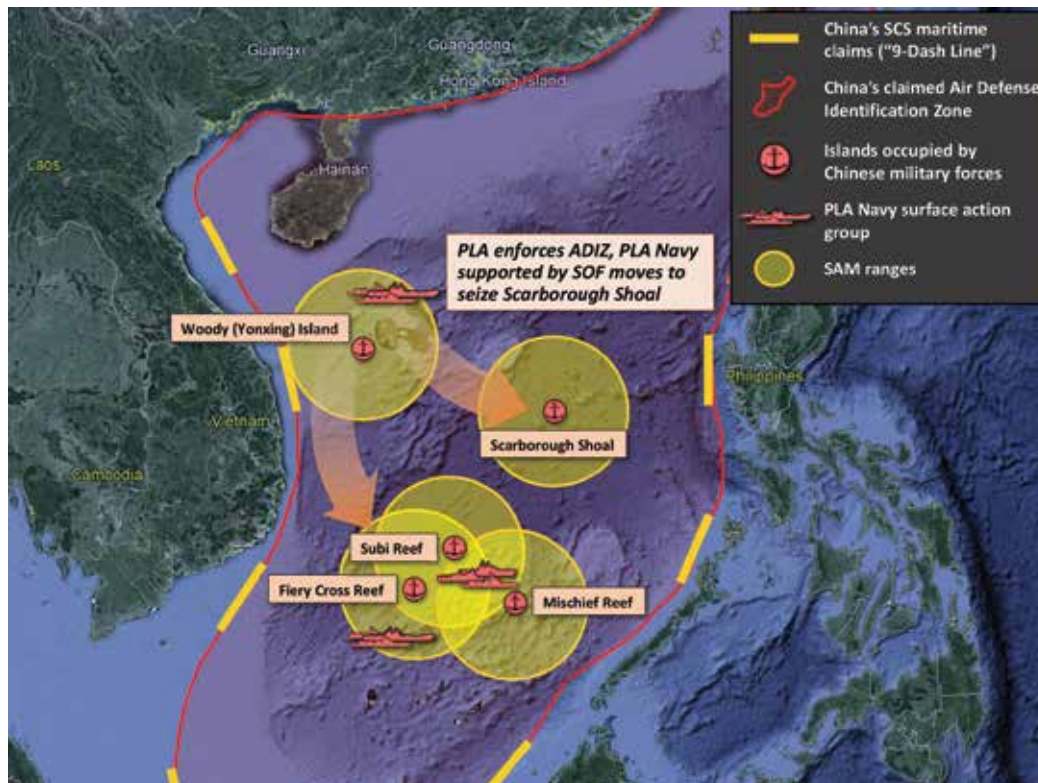 China's SCS maritime
claims ("9-Dash Line")
China's claimed Air Defense
Identification Zone
Islands occupied by
Chinese military forces
PLA Navy surface action
group
SAM ranges
Guangxi
Guangdong
Hong Kong Island
Laos
Hainan
PLA enforces ADIZ, PLA Navy
supported by SOF moves to
seize Scarborough Shoal
Woody (Yonxing) Island
Philippines
Vietnam
Scarborough Shoal
Cambodia
Subi Reef
Fiery Cross Reef
Mischief Reef